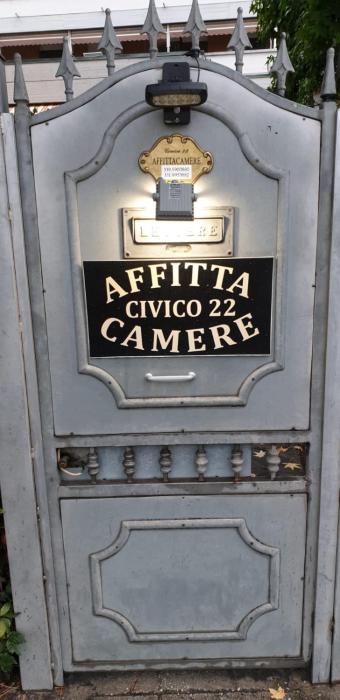 Civico 22
AFFITTACAMERE
LETTERE
AFFITTA
CIVICO 22
CAMERE